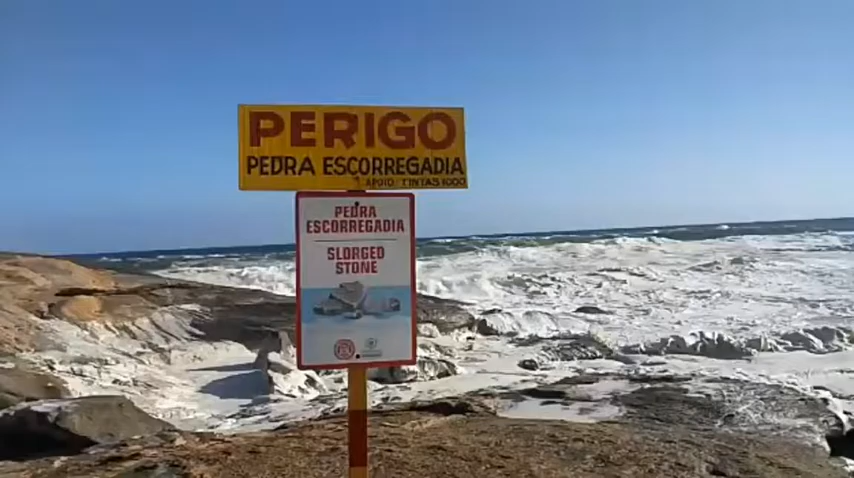 PERIGO
PEDRA ESCORREGADIA
APOIO: TINTAS 1000
PEDRA
ESCORREGADIA
SLORGED
STONE